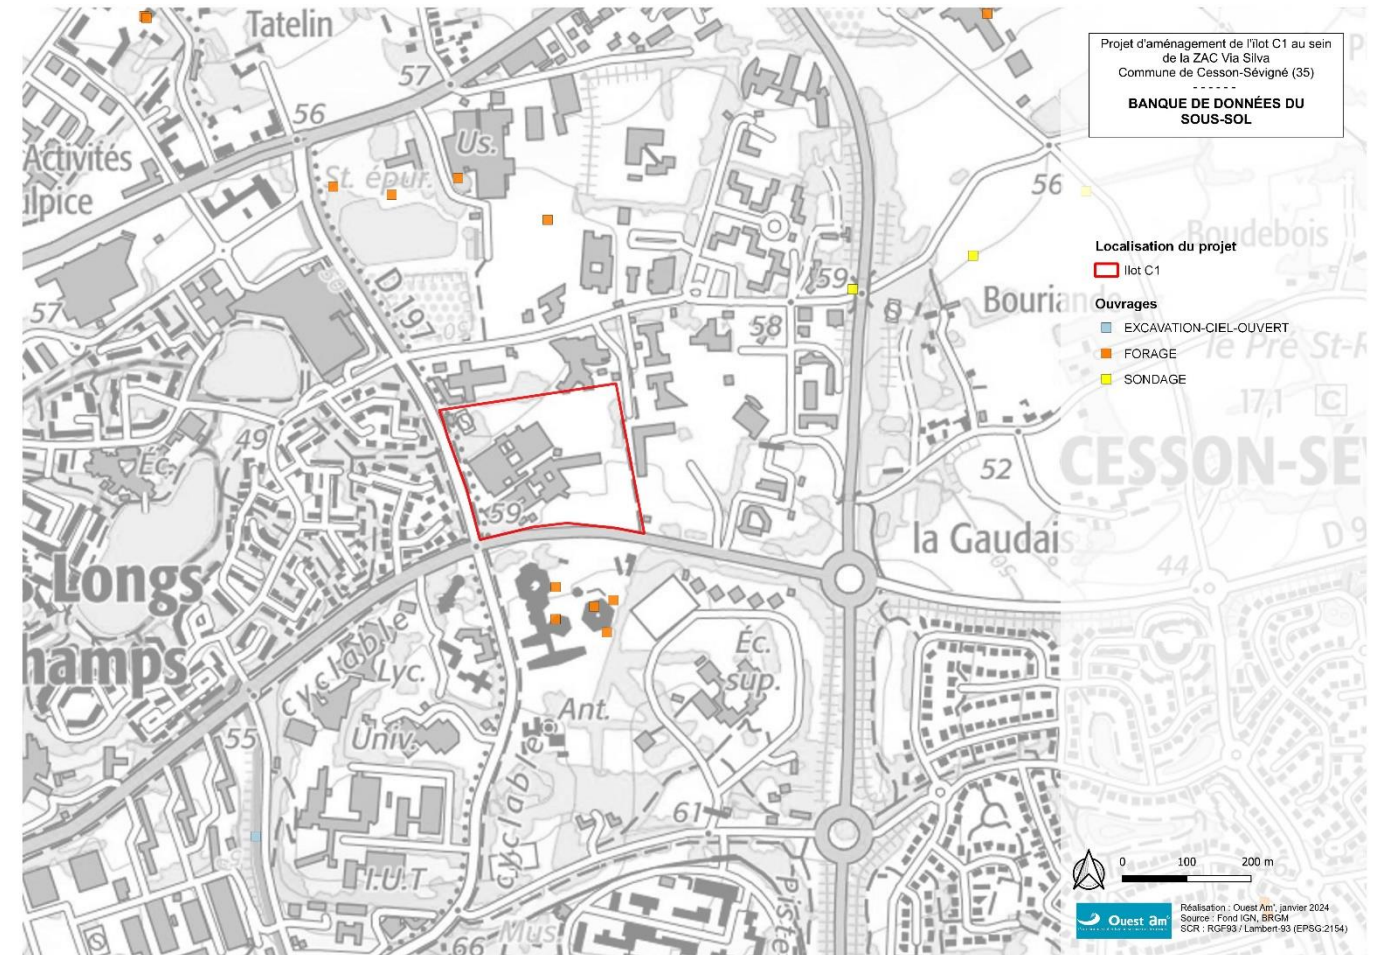 Projet d'aménagement de l'îlot C1 au sein
de la ZAC Via Silva
Commune de Cesson-Sévigné (35)
- - - - - -
BANQUE DE DONNÉES DU
SOUS-SOL
Localisation du projet
Ilot C1
Ouvrages
EXCAVATION-CIEL-OUVERT
FORAGE
SONDAGE
Tatelin
57
56
Us.
Activités
St. épur.
lpice
56
Boudebois
D 197
59
57
58
le Pré St-R
17,1 C
49
Éc.
CESSON-SÉ
52
59
la Gaudais
D 9
50
44
Longs
hamps
cyclable
Lyc.
Éc.
sup.
Ant.
Univ.
55
cyclable
61
I.U.T
Mus.
66
Piste
0 100 200 m
Ouest am'
Réalisation : Ouest Am', janvier 2024
Source : Fond IGN, BRGM
SCR : RGF93 / Lambert-93 (EPSG:2154)